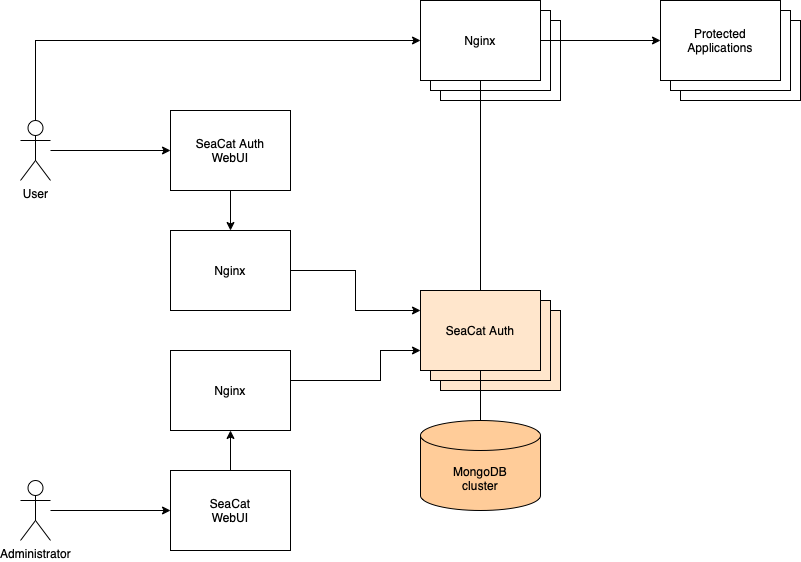 Nginx
Protected
Applications
SeaCat Auth
WebUI
User
Nginx
SeaCat Auth
Nginx
MongoDB
cluster
SeaCat
WebUI
Administrator